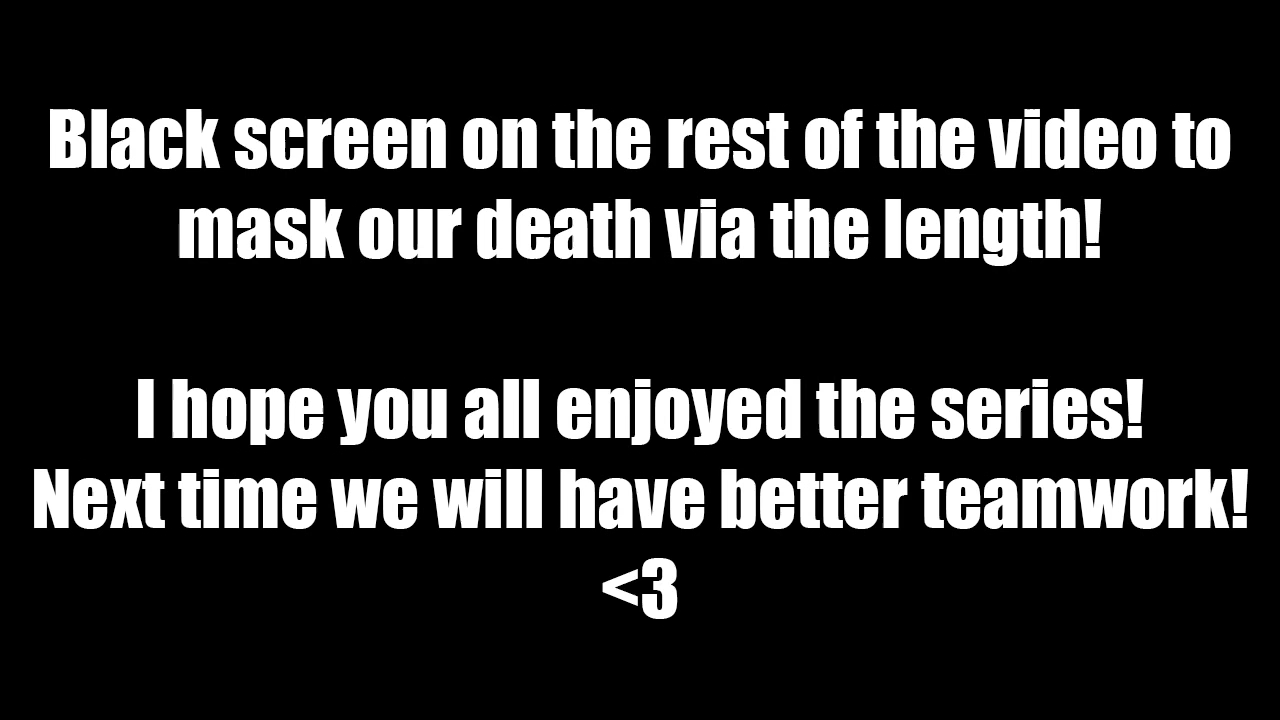 Black screen on the rest of the video to
mask our death via the length!
I hope you all enjoyed the series!
Next time we will have better teamwork!
<3